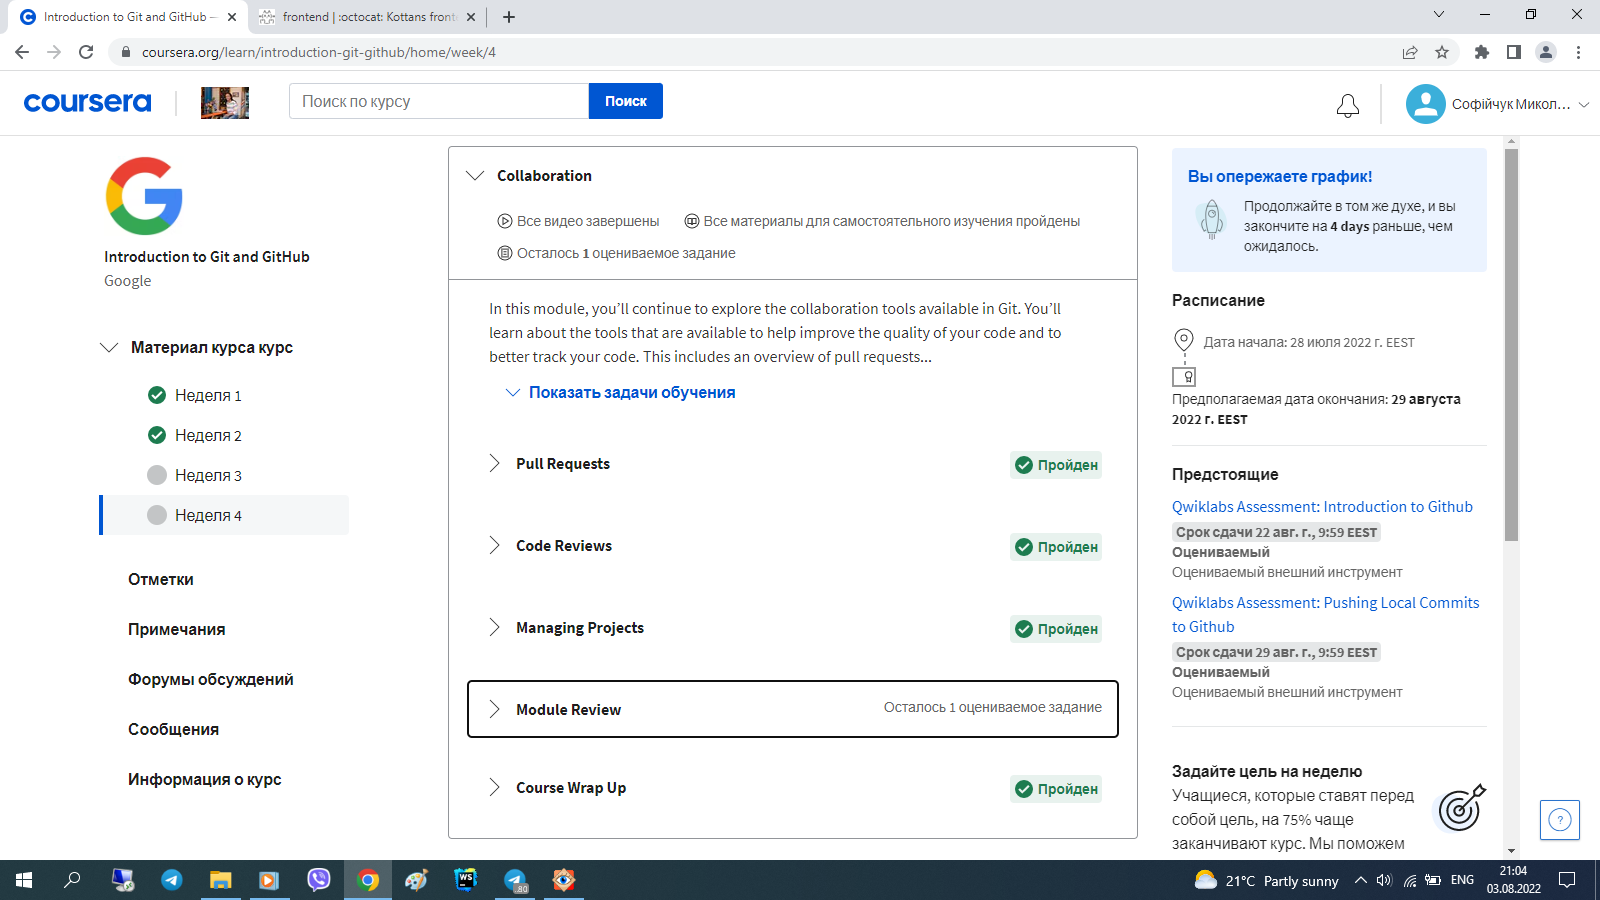 Introduction to Git and GitHub –
frontend | :octocat: Kottans front
coursera.org/learn/introduction-git-github/home/week/4
coursera
Поиск по курсу
Поиск
Софійчук Микол...
Introduction to Git and GitHub
Google
Материал курса курс
Неделя 1
Неделя 2
Неделя 3
Неделя 4
Отметки
Примечания
Форумы обсуждений
Сообщения
Информация о курс
Collaboration
Все видео завершены
Все материалы для самостоятельного изучения пройдены
Осталось 1 оцениваемое задание
In this module, you’ll continue to explore the collaboration tools available in Git. You’ll
learn about the tools that are available to help improve the quality of your code and to
better track your code. This includes an overview of pull requests...
Показать задачи обучения
Pull Requests
Пройден
Code Reviews
Пройден
Managing Projects
Пройден
Module Review
Осталось 1 оцениваемое задание
Course Wrap Up
Пройден
Вы опережаете график!
Продолжайте в том же духе, и вы
закончите на 4 days раньше, чем
ожидалось.
Расписание
Дата начала: 28 июля 2022 г. EEST
Предполагаемая дата окончания: 29 августа
2022 г. EEST
Предстоящие
Qwiklabs Assessment: Introduction to Github
Срок сдачи 22 авг. г., 9:59 EEST
Оцениваемый
Оцениваемый внешний инструмент
Qwiklabs Assessment: Pushing Local Commits
to Github
Срок сдачи 29 авг. г., 9:59 EEST
Оцениваемый
Оцениваемый внешний инструмент
Задайте цель на неделю
Учащиеся, которые ставят перед
собой цель, на 75% чаще
заканчивают курс. Мы поможем
WS
80
21°C Partly sunny
ENG
21:04
03.08.2022